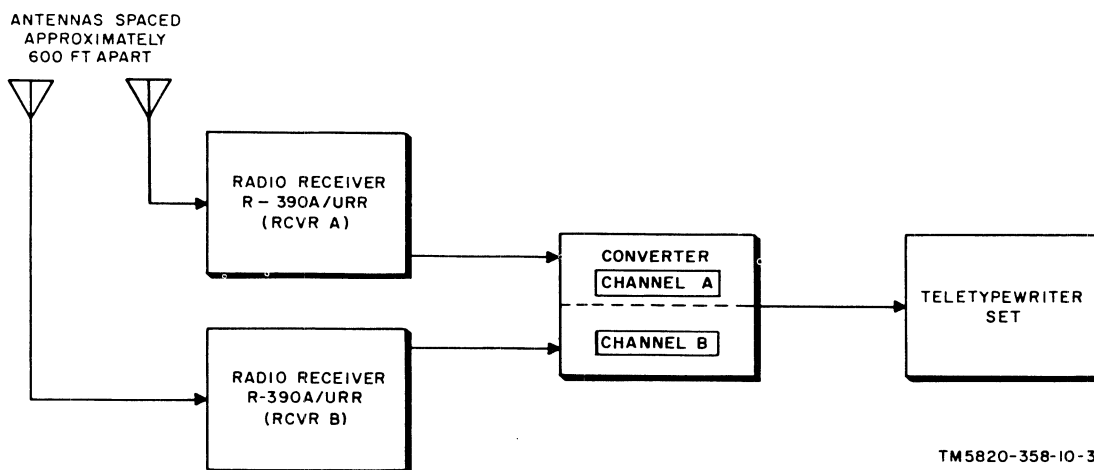 ANTENNAS SPACED
APPROXIMATELY
600 FT APART
RADIO RECEIVER
R-390A/URR
(RCVR A)
CONVERTER
CHANNEL A
CHANNEL B
TELETYPEWRITER
SET
RADIO RECEIVER
R-390A/URR
(RCVR B)
TM5820-358-10-3